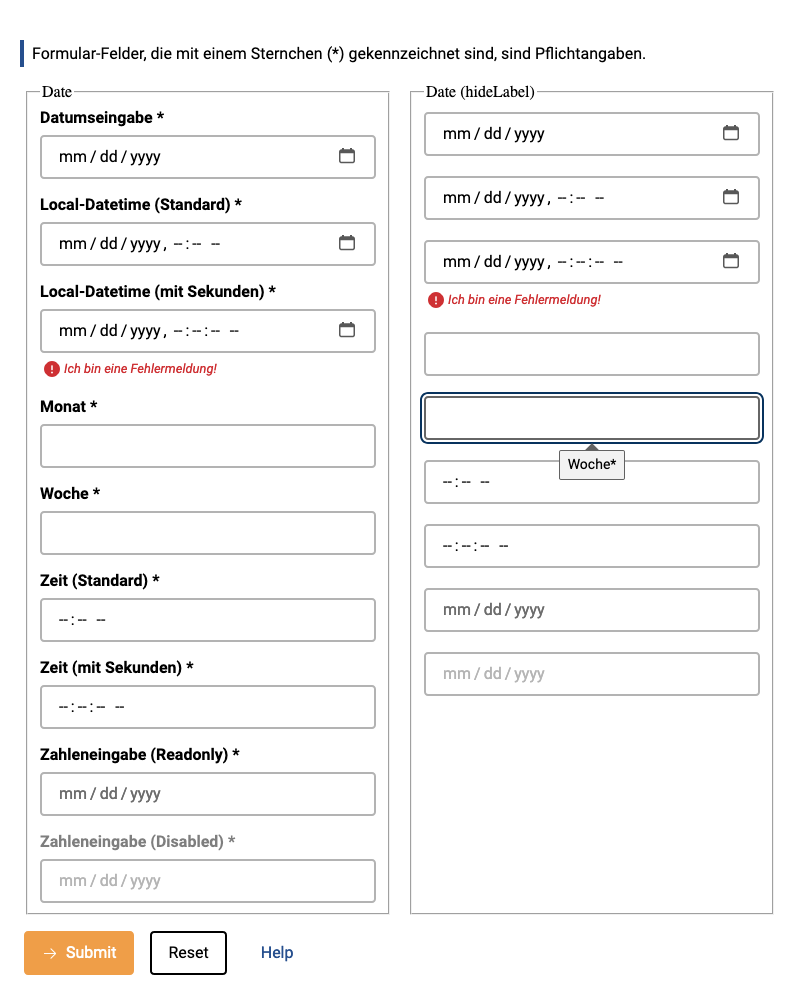 Formular-Felder, die mit einem Sternchen (*) gekennzeichnet sind, sind Pflichtangaben.
Date
Datumseingabe *
mm / dd / yyyy
Local-Datetime (Standard) *
mm / dd / yyyy, --:-- --
Local-Datetime (mit Sekunden) *
mm / dd / yyyy, --:--:-- --
Ich bin eine Fehlermeldung!
Monat *
Woche *
Zeit (Standard) *
--:-- --
Zeit (mit Sekunden) *
--:--:-- --
Zahleneingabe (Readonly) *
mm / dd / yyyy
Zahleneingabe (Disabled) *
mm / dd / yyyy
Date (hideLabel)
mm / dd / yyyy
mm / dd / yyyy, --:-- --
mm / dd / yyyy, --:--:-- --
Ich bin eine Fehlermeldung!
Woche*
--:-- --
--:--:-- --
mm / dd / yyyy
mm / dd / yyyy
→ Submit
Reset
Help